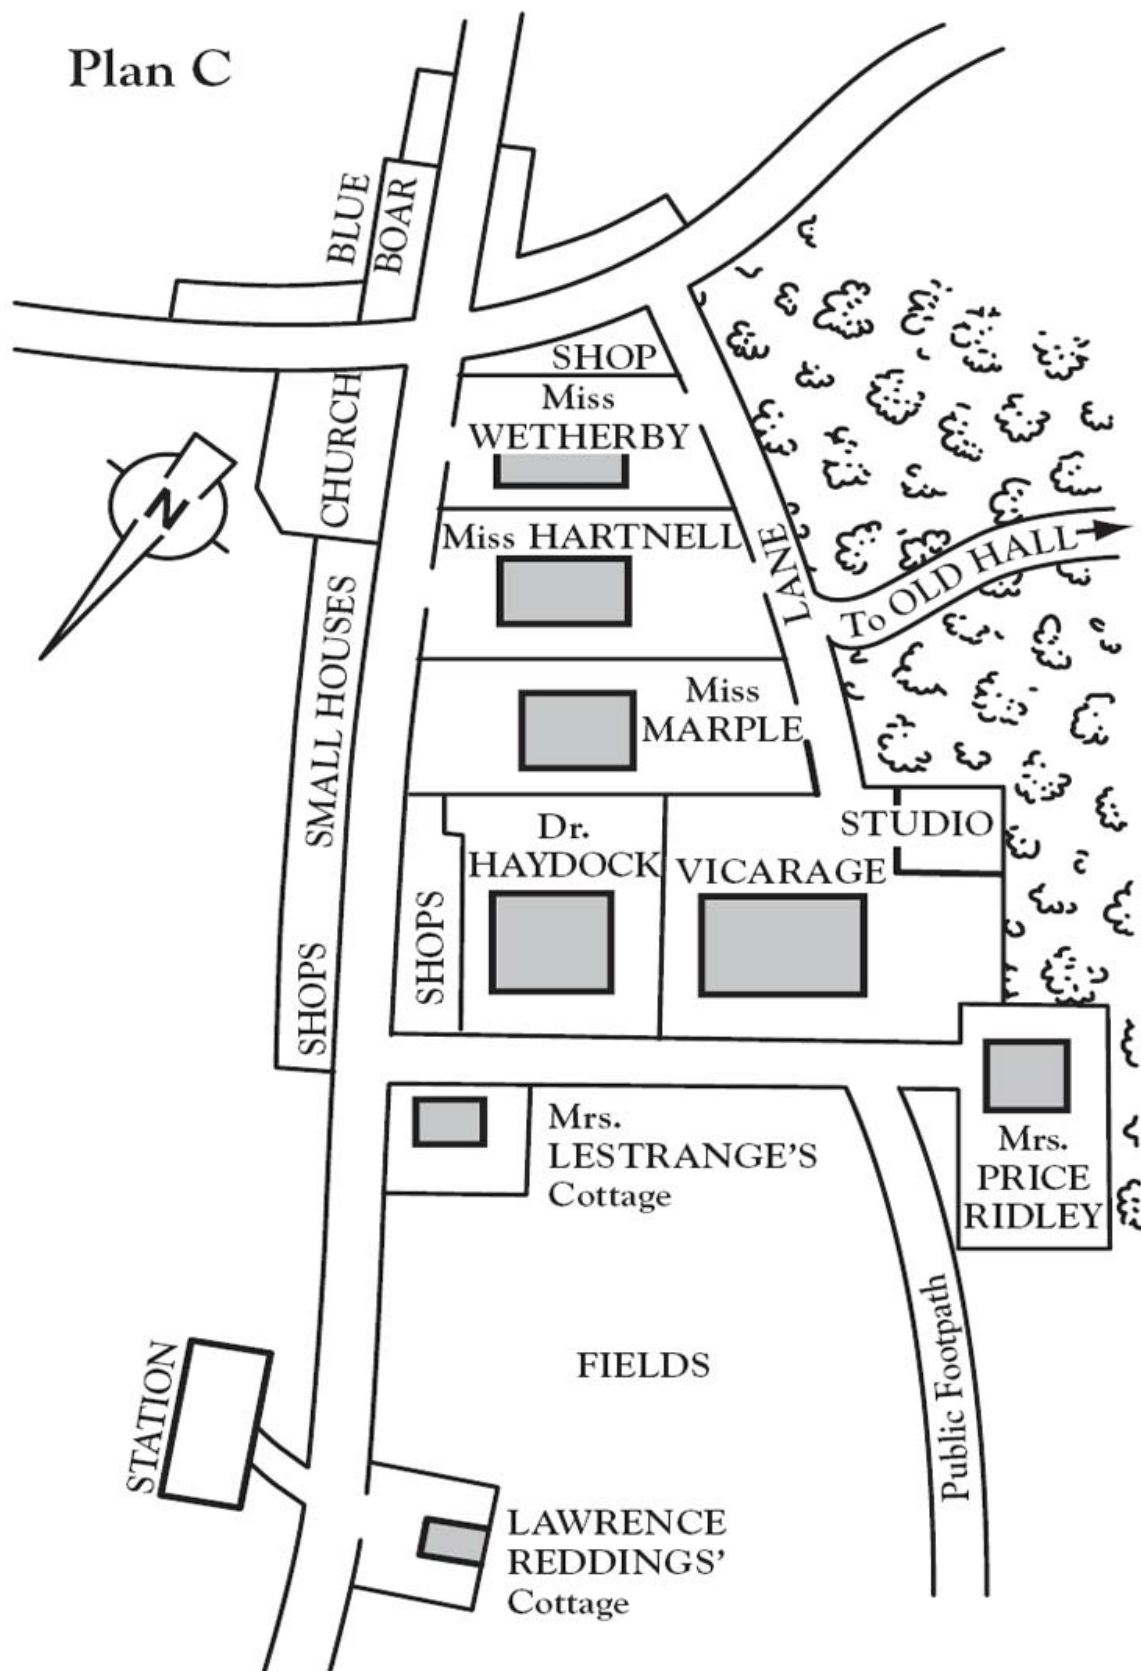 Plan C
BLUE
BOAR
SHOP
Miss
WETHERBY
CHURCH
N
Miss HARTNELL
LANE
To OLD HALL
SMALL HOUSES
Miss
MARPLE
STUDIO
Dr.
HAYDOCK
VICARAGE
SHOPS
SHOPS
Mrs.
LESTRANGE'S
Cottage
Mrs.
PRICE
RIDLEY
Public Footpath
FIELDS
STATION
LAWRENCE
REDDINGS'
Cottage